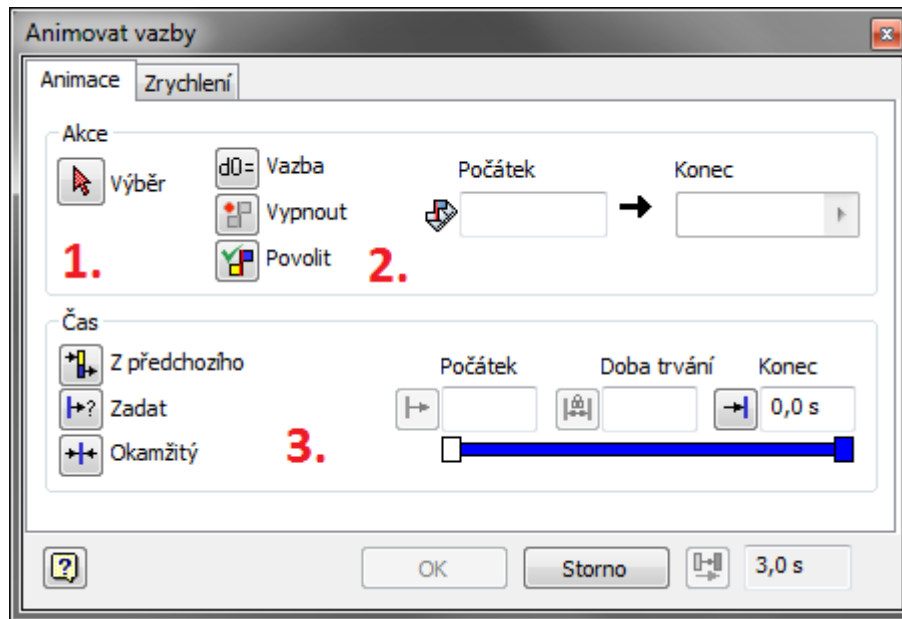 Animovat vazby
Animace Zrychlení
Akce
Výběr
1.
d0= Vazba
Vypnout
Povolit
2.
Počátek Konec
Čas
Z předchozího
Zadat
Okamžitý
3.
Počátek Doba trvání Konec
0,0 s
OK Storno 3,0 s